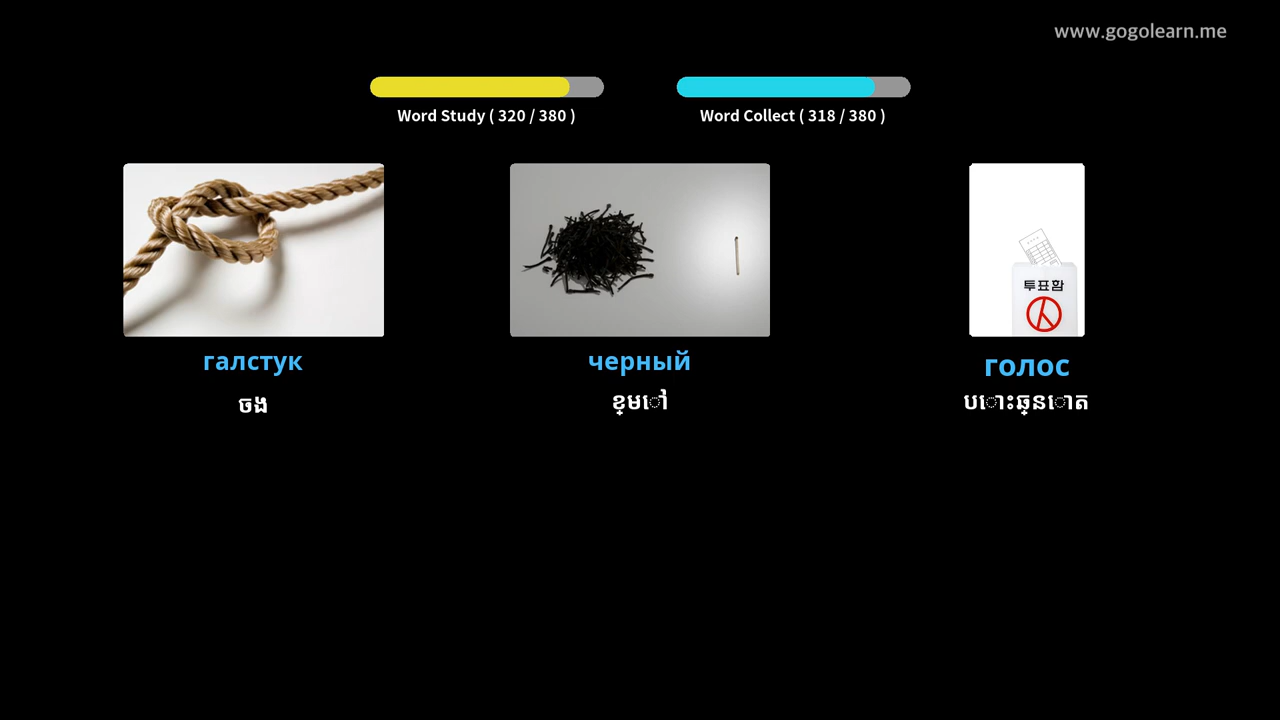 www.gogolearn.me
Word Study ( 320 / 380 )
Word Collect ( 318 / 380 )
투표함
галстук
черный
голос
ចង
ខ្មៅ
បោះឆ្នោត